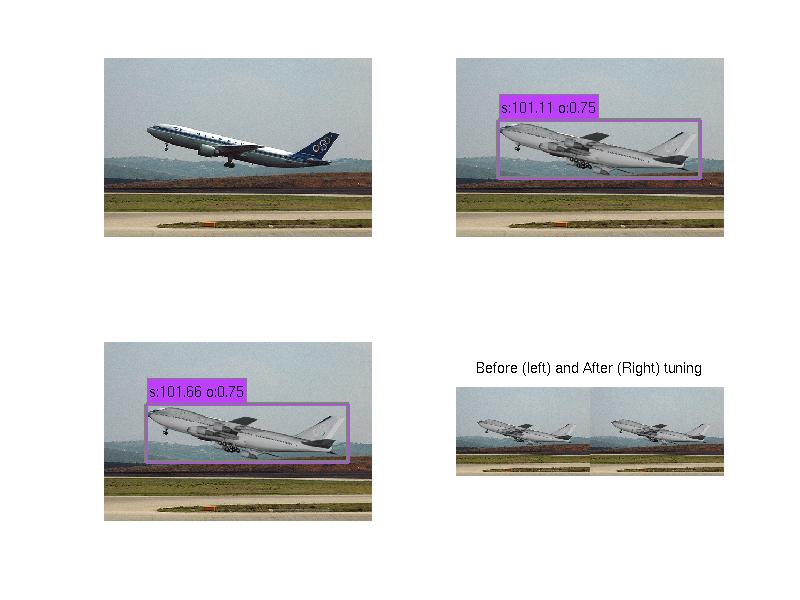 s:101.11 o:0.75
s:101.66 o:0.75
Before (left) and After (Right) tuning